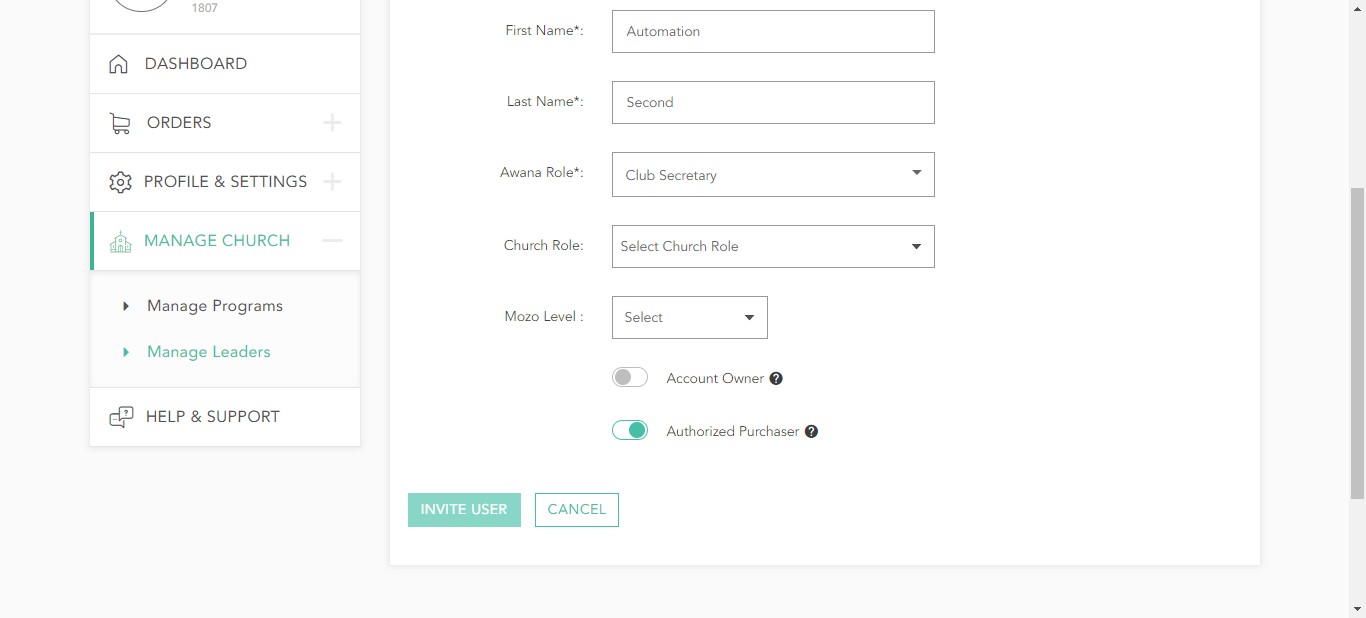 1807
DASHBOARD
ORDERS
PROFILE & SETTINGS
MANAGE CHURCH
Manage Programs
Manage Leaders
HELP & SUPPORT
First Name*:
Automation
Last Name*:
Second
Awana Role*:
Club Secretary
Church Role:
Select Church Role
Mozo Level :
Select
Account Owner ?
Authorized Purchaser ?
INVITE USER
CANCEL